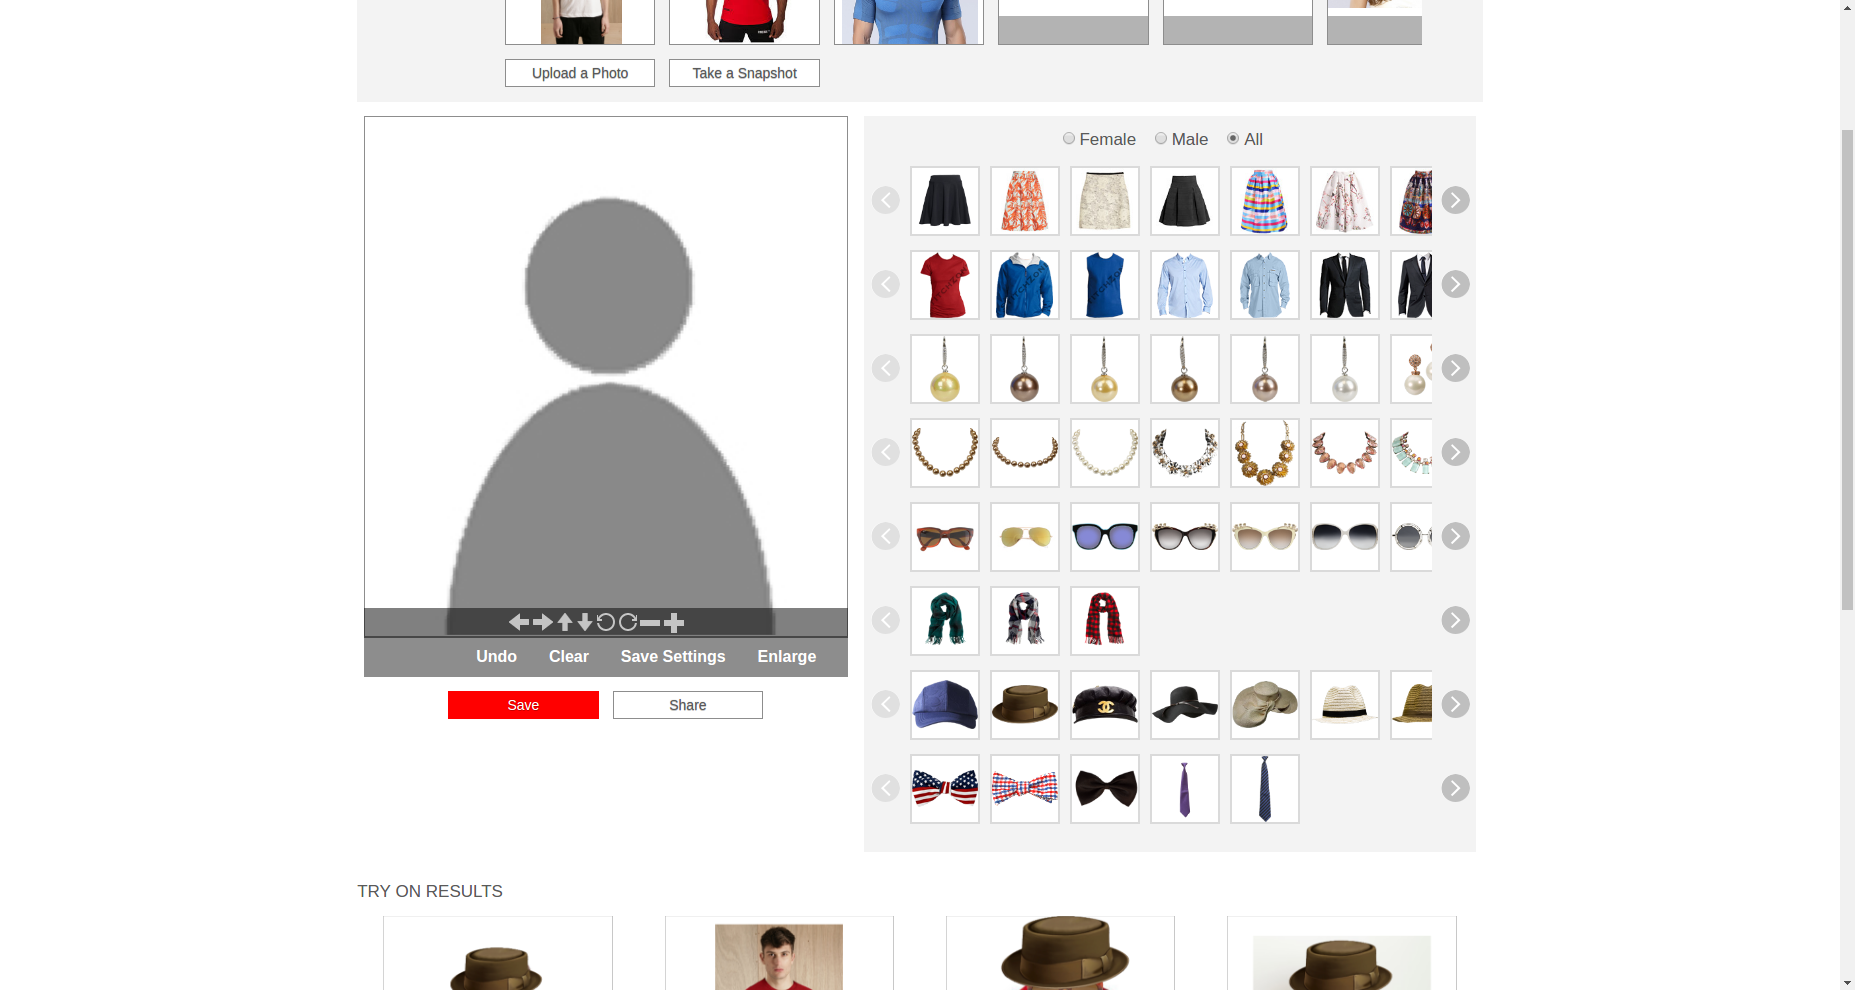 Upload a Photo
Take a Snapshot
Female
Male
All
Undo
Clear
Save Settings
Enlarge
Save
Share
TRY ON RESULTS